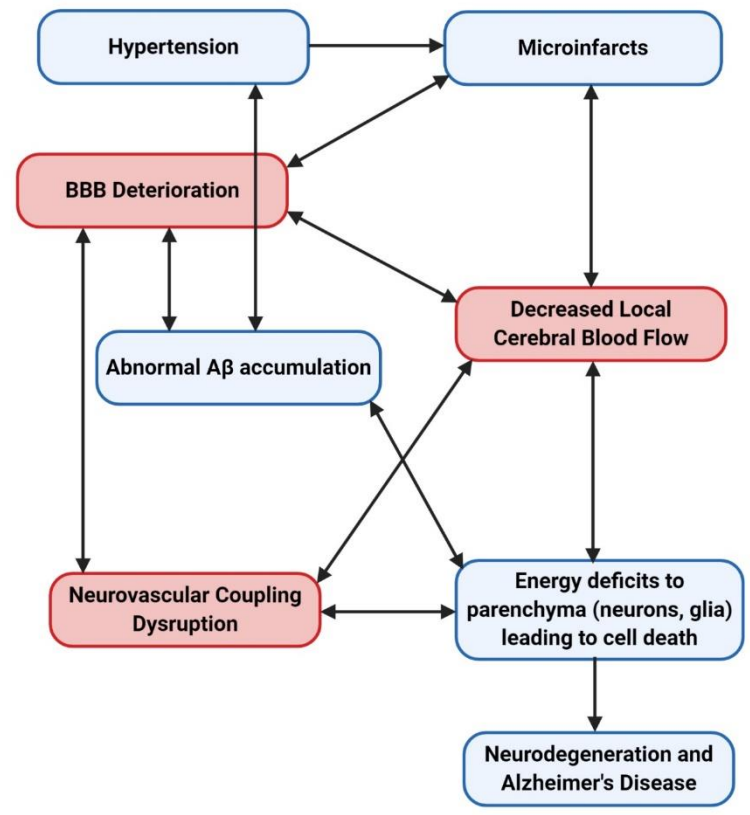 Hypertension
Microinfarcts
BBB Deterioration
Decreased Local
Cerebral Blood Flow
Abnormal Aβ accumulation
Neurovascular Coupling
Dysruption
Energy deficits to
parenchyma (neurons, glia)
leading to cell death
Neurodegeneration and
Alzheimer's Disease